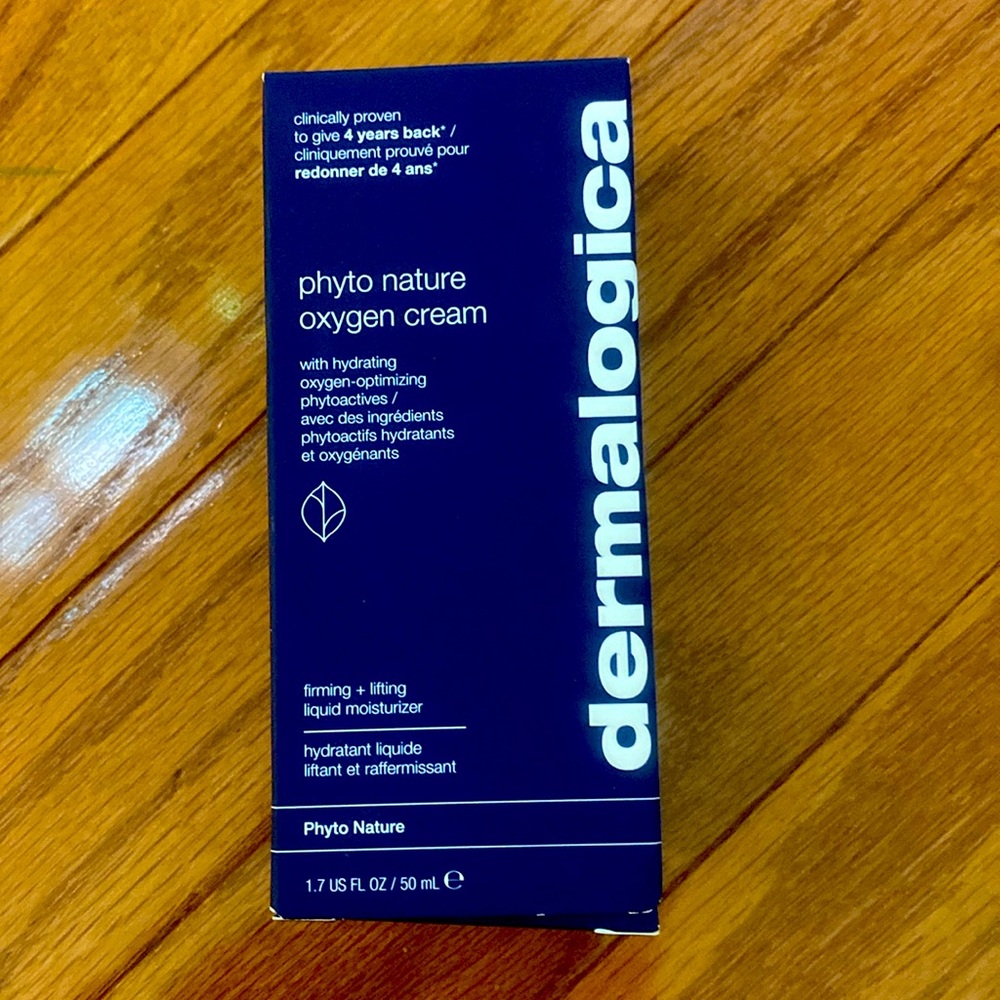 clinically proven
to give 4 years back* /
cliniquement prouvé pour
redonner de 4 ans*
phyto nature
oxygen cream
with hydrating
oxygen-optimizing
phytoactives /
avec des ingrédients
phytoactifs hydratants
et oxygénants
firming + lifting
liquid moisturizer
hydratant liquide
liftant et raffermissant
Phyto Nature
1.7 US FL OZ / 50 mL ℮
dermalogica